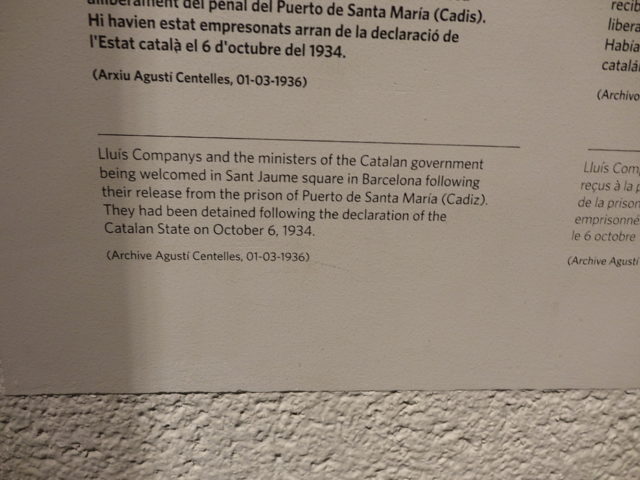 alliberament del penal del Puerto de Santa María (Cadis).
Hi havien estat empresonats arran de la declaració de
l'Estat català el 6 d'octubre del 1934.
(Arxiu Agustí Centelles, 01-03-1936)
Lluís Companys and the ministers of the Catalan government
being welcomed in Sant Jaume square in Barcelona following
their release from the prison of Puerto de Santa María (Cadiz).
They had been detained following the declaration of the
Catalan State on October 6, 1934.
(Archive Agustí Centelles, 01-03-1936)
libera
Había
catalán
(Archivo
Lluís Com
reçus à la p
de la prison
emprisonné
le 6 octobre
(Archive Agustí